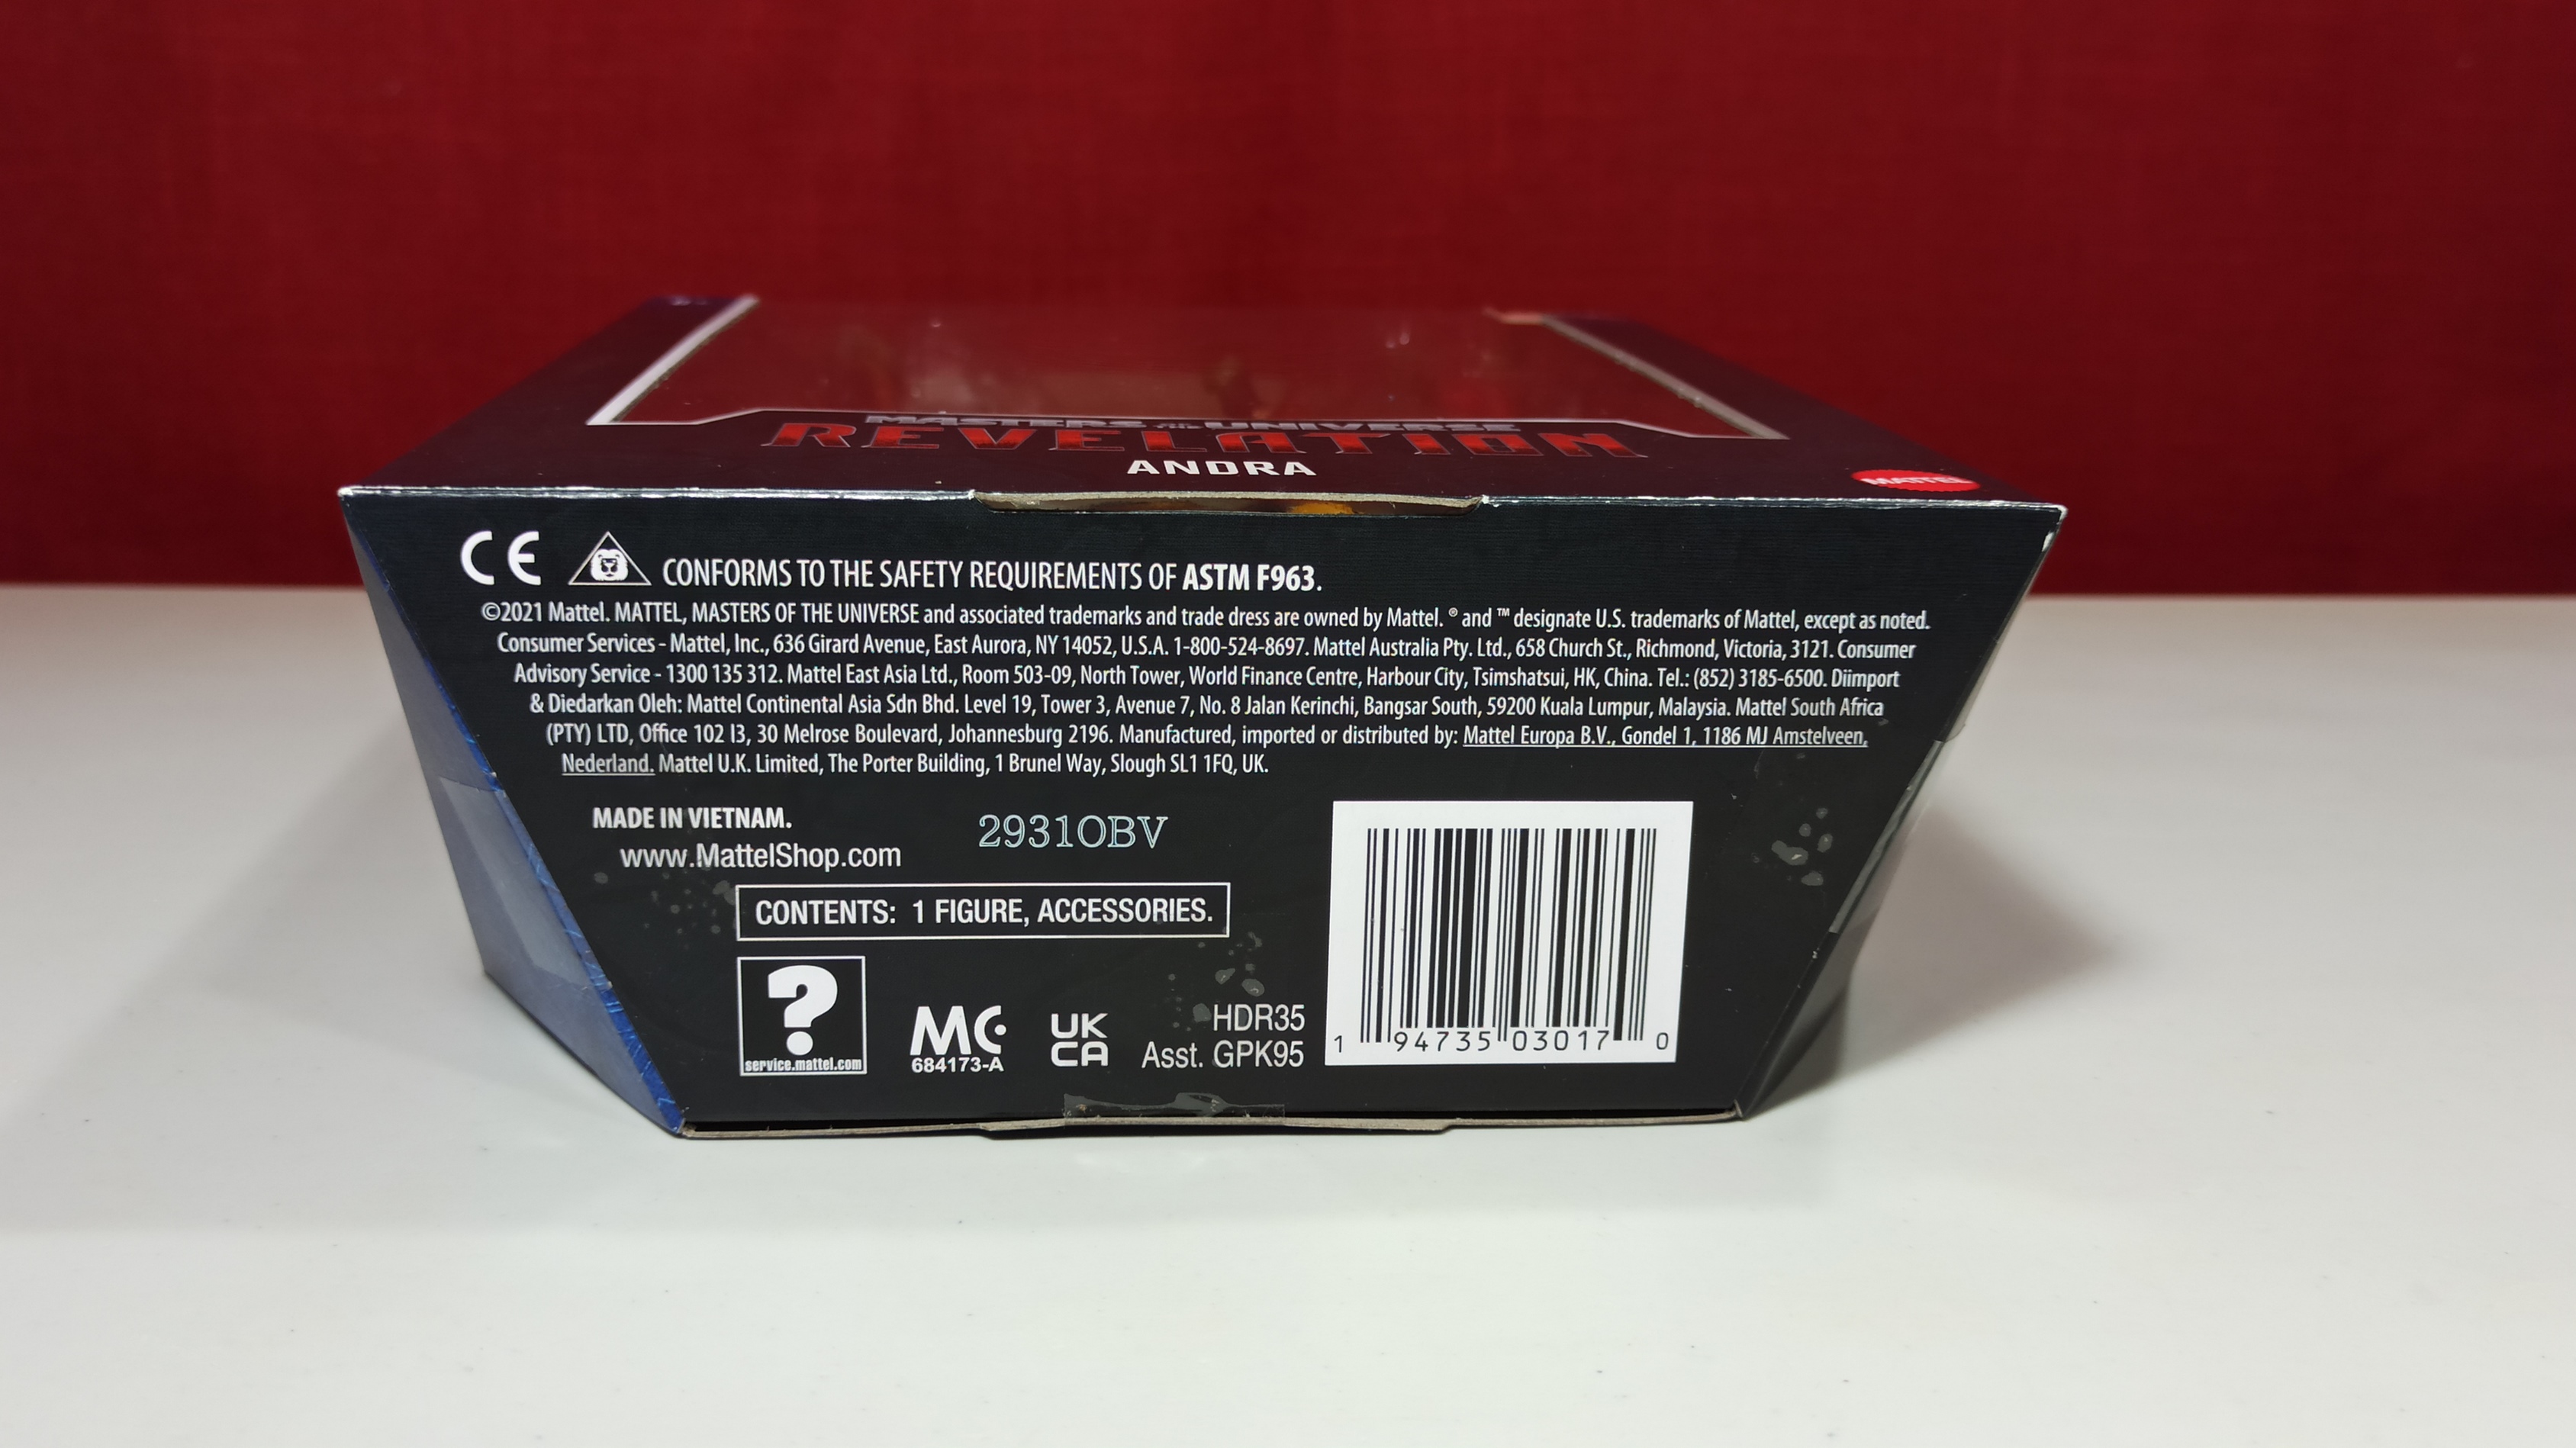 MASTERS OF THE UNIVERSE
REVELATION
ANDRA
MATTEL
CE CONFORMS TO THE SAFETY REQUIREMENTS OF ASTM F963.
©2021 Mattel. MATTEL, MASTERS OF THE UNIVERSE and associated trademarks and trade dress are owned by Mattel. ® and ™ designate U.S. trademarks of Mattel, except as noted.
Consumer Services - Mattel, Inc., 636 Girard Avenue, East Aurora, NY 14052, U.S.A. 1-800-524-8697. Mattel Australia Pty. Ltd., 658 Church St., Richmond, Victoria, 3121. Consumer
Advisory Service - 1300 135 312. Mattel East Asia Ltd., Room 503-09, North Tower, World Finance Centre, Harbour City, Tsimshatsui, HK, China. Tel.: (852) 3185-6500. Diimport
& Diedarkan Oleh: Mattel Continental Asia Sdn Bhd. Level 19, Tower 3, Avenue 7, No. 8 Jalan Kerinchi, Bangsar South, 59200 Kuala Lumpur, Malaysia. Mattel South Africa
(PTY) LTD, Office 102 I3, 30 Melrose Boulevard, Johannesburg 2196. Manufactured, imported or distributed by: Mattel Europa B.V., Gondel 1, 1186 MJ Amstelveen,
Nederland. Mattel U.K. Limited, The Porter Building, 1 Brunel Way, Slough SL1 1FQ, UK.
MADE IN VIETNAM.
www.MattelShop.com
2931OBV
CONTENTS: 1 FIGURE, ACCESSORIES.
?
service.mattel.com
MC
684173-A
UK
CA
HDR35
Asst. GPK95
1 94735 03017 0